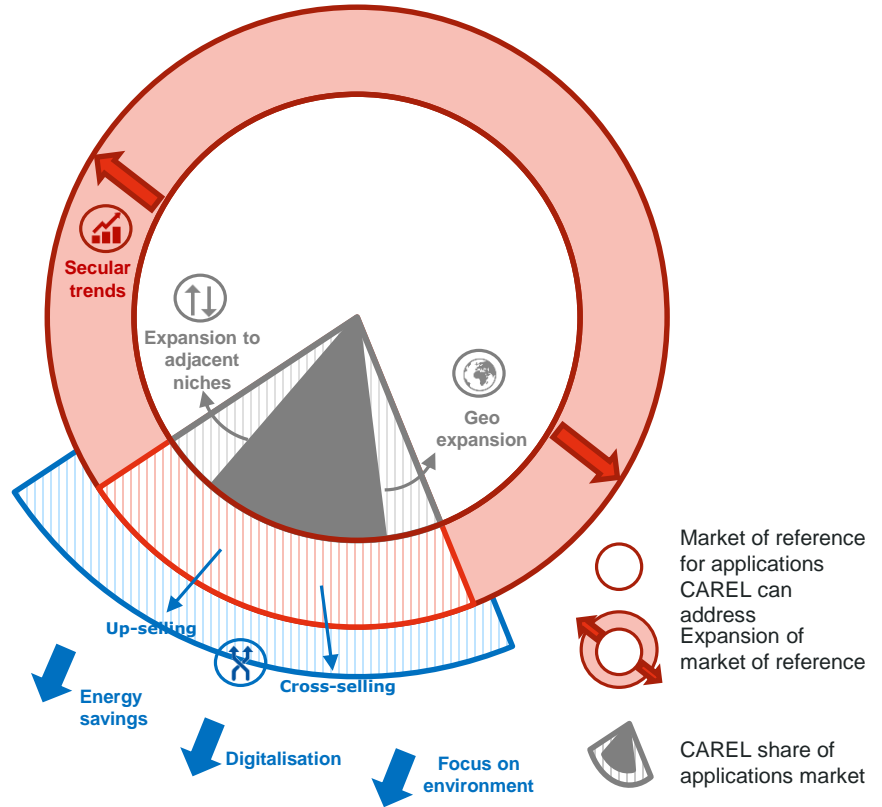 Secular
trends
Expansion to
adjacent
niches
Geo
expansion
Up-selling
Cross-selling
Energy
savings
Digitalisation
Focus on
environment
Market of reference
for applications
CAREL can
address
Expansion of
market of reference
CAREL share of
applications market